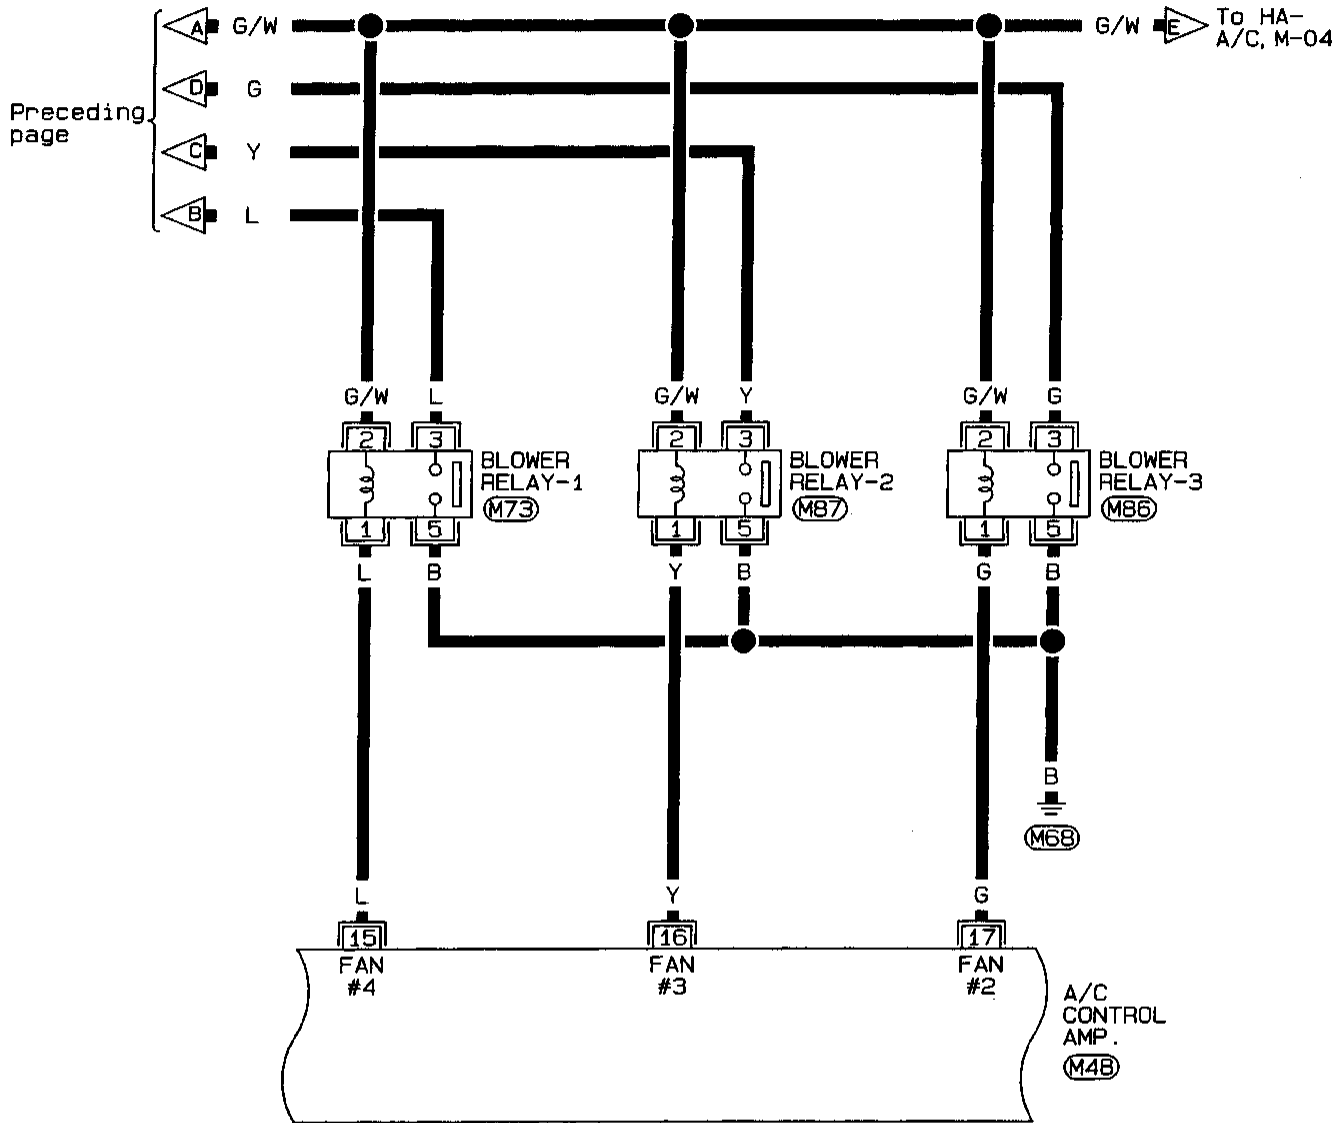 A G/W G/W E To HA-
A/C, M-04
D G
Preceding
page
C Y
B L
G/W L G/W Y G/W G
2 3 2 3 2 3
BLOWER
RELAY-1
M73
BLOWER
RELAY-2
M87
BLOWER
RELAY-3
M86
1 5 1 5 1 5
L B Y B G B
B
M68
L Y G
15 16 17
FAN
#4
FAN
#3
FAN
#2
A/C
CONTROL
AMP.
M48